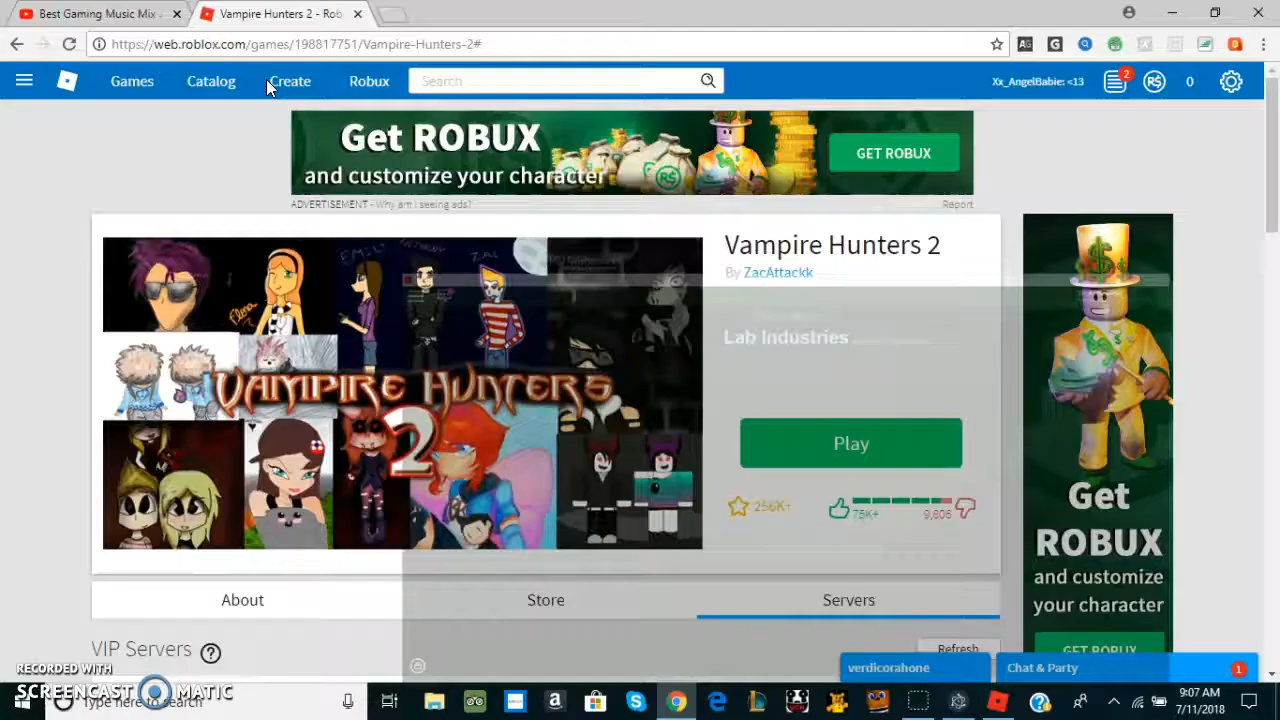 Best Gaming Music Mix -
Vampire Hunters 2 - Rob
https://web.roblox.com/games/198817751/Vampire-Hunters-2#
Games
Catalog
Create
Robux
Search
Xx_AngelBabie: <13
2
0
Get ROBUX
and customize your character
GET ROBUX
ADVERTISEMENT - Why am I seeing ads?
Report
EMILY
ZAC
Elena
VAMPIRE HUNTERS
2
Vampire Hunters 2
By ZacAttackk
Lab Industries
Play
256K+
75K+
9,806
Get
ROBUX
and customize
your character
GET ROBUX
About
Store
Servers
VIP Servers
Refresh
verdicorahone
Chat & Party
1
RECORDED WITH
SCREENCAST MATIC
Type here to search
9:07 AM
7/11/2018